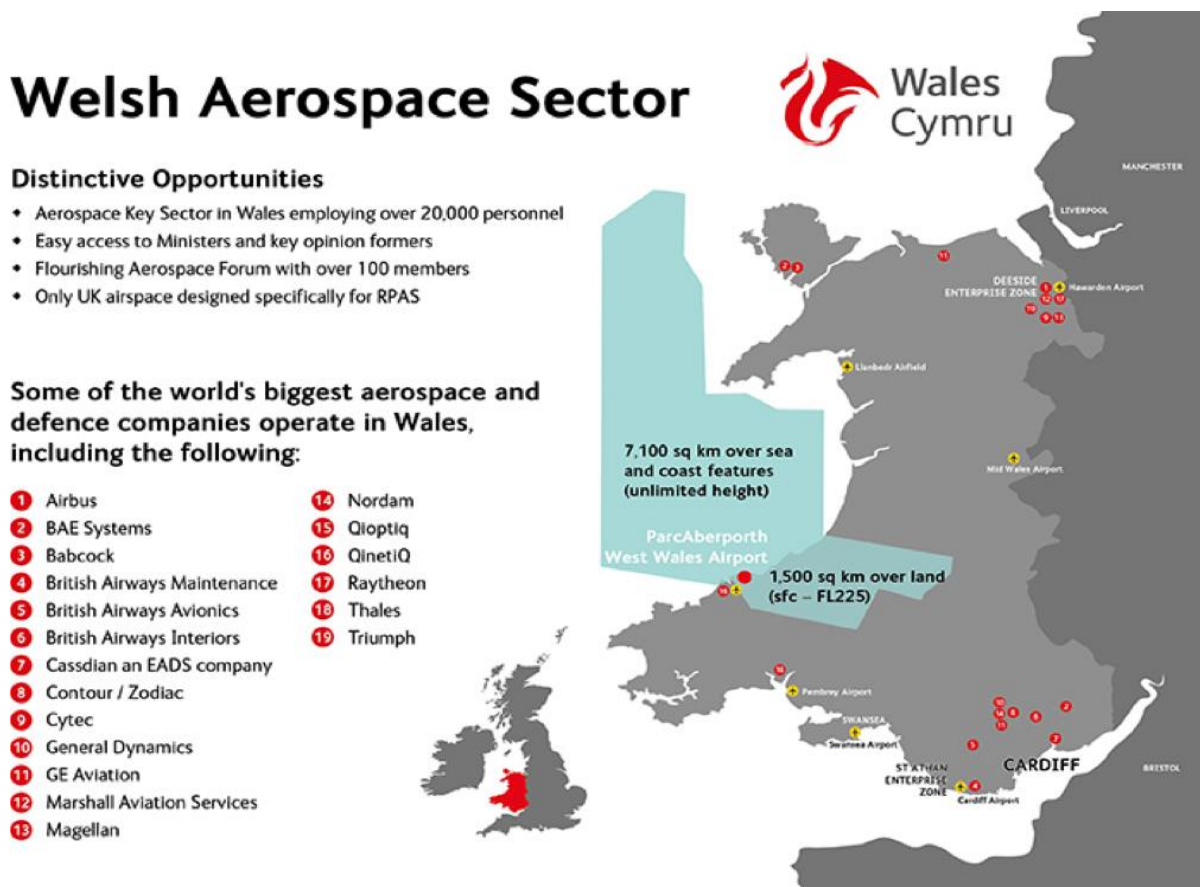 Welsh Aerospace Sector
Wales
Cymru
Distinctive Opportunities
Aerospace Key Sector in Wales employing over 20,000 personnel
Easy access to Ministers and key opinion formers
Flourishing Aerospace Forum with over 100 members
Only UK airspace designed specifically for RPAS
Some of the world's biggest aerospace and
defence companies operate in Wales,
including the following:
1 Airbus
2 BAE Systems
3 Babcock
4 British Airways Maintenance
5 British Airways Avionics
6 British Airways Interiors
7 Cassdian an EADS company
8 Contour / Zodiac
9 Cytec
10 General Dynamics
11 GE Aviation
12 Marshall Aviation Services
13 Magellan
14 Nordam
15 Qioptiq
16 QinetiQ
17 Raytheon
18 Thales
19 Triumph
MANCHESTER
LIVERPOOL
DEESIDE
ENTERPRISE ZONE
Hawarden Airport
Llanbedr Airfield
Mid Wales Airport
7,100 sq km over sea
and coast features
(unlimited height)
ParcAberporth
West Wales Airport
1,500 sq km over land
(sfc – FL225)
Pembrey Airport
SWANSEA
Swansea Airport
ST ATHAN
ENTERPRISE
ZONE
CARDIFF
Cardiff Airport
BRISTOL